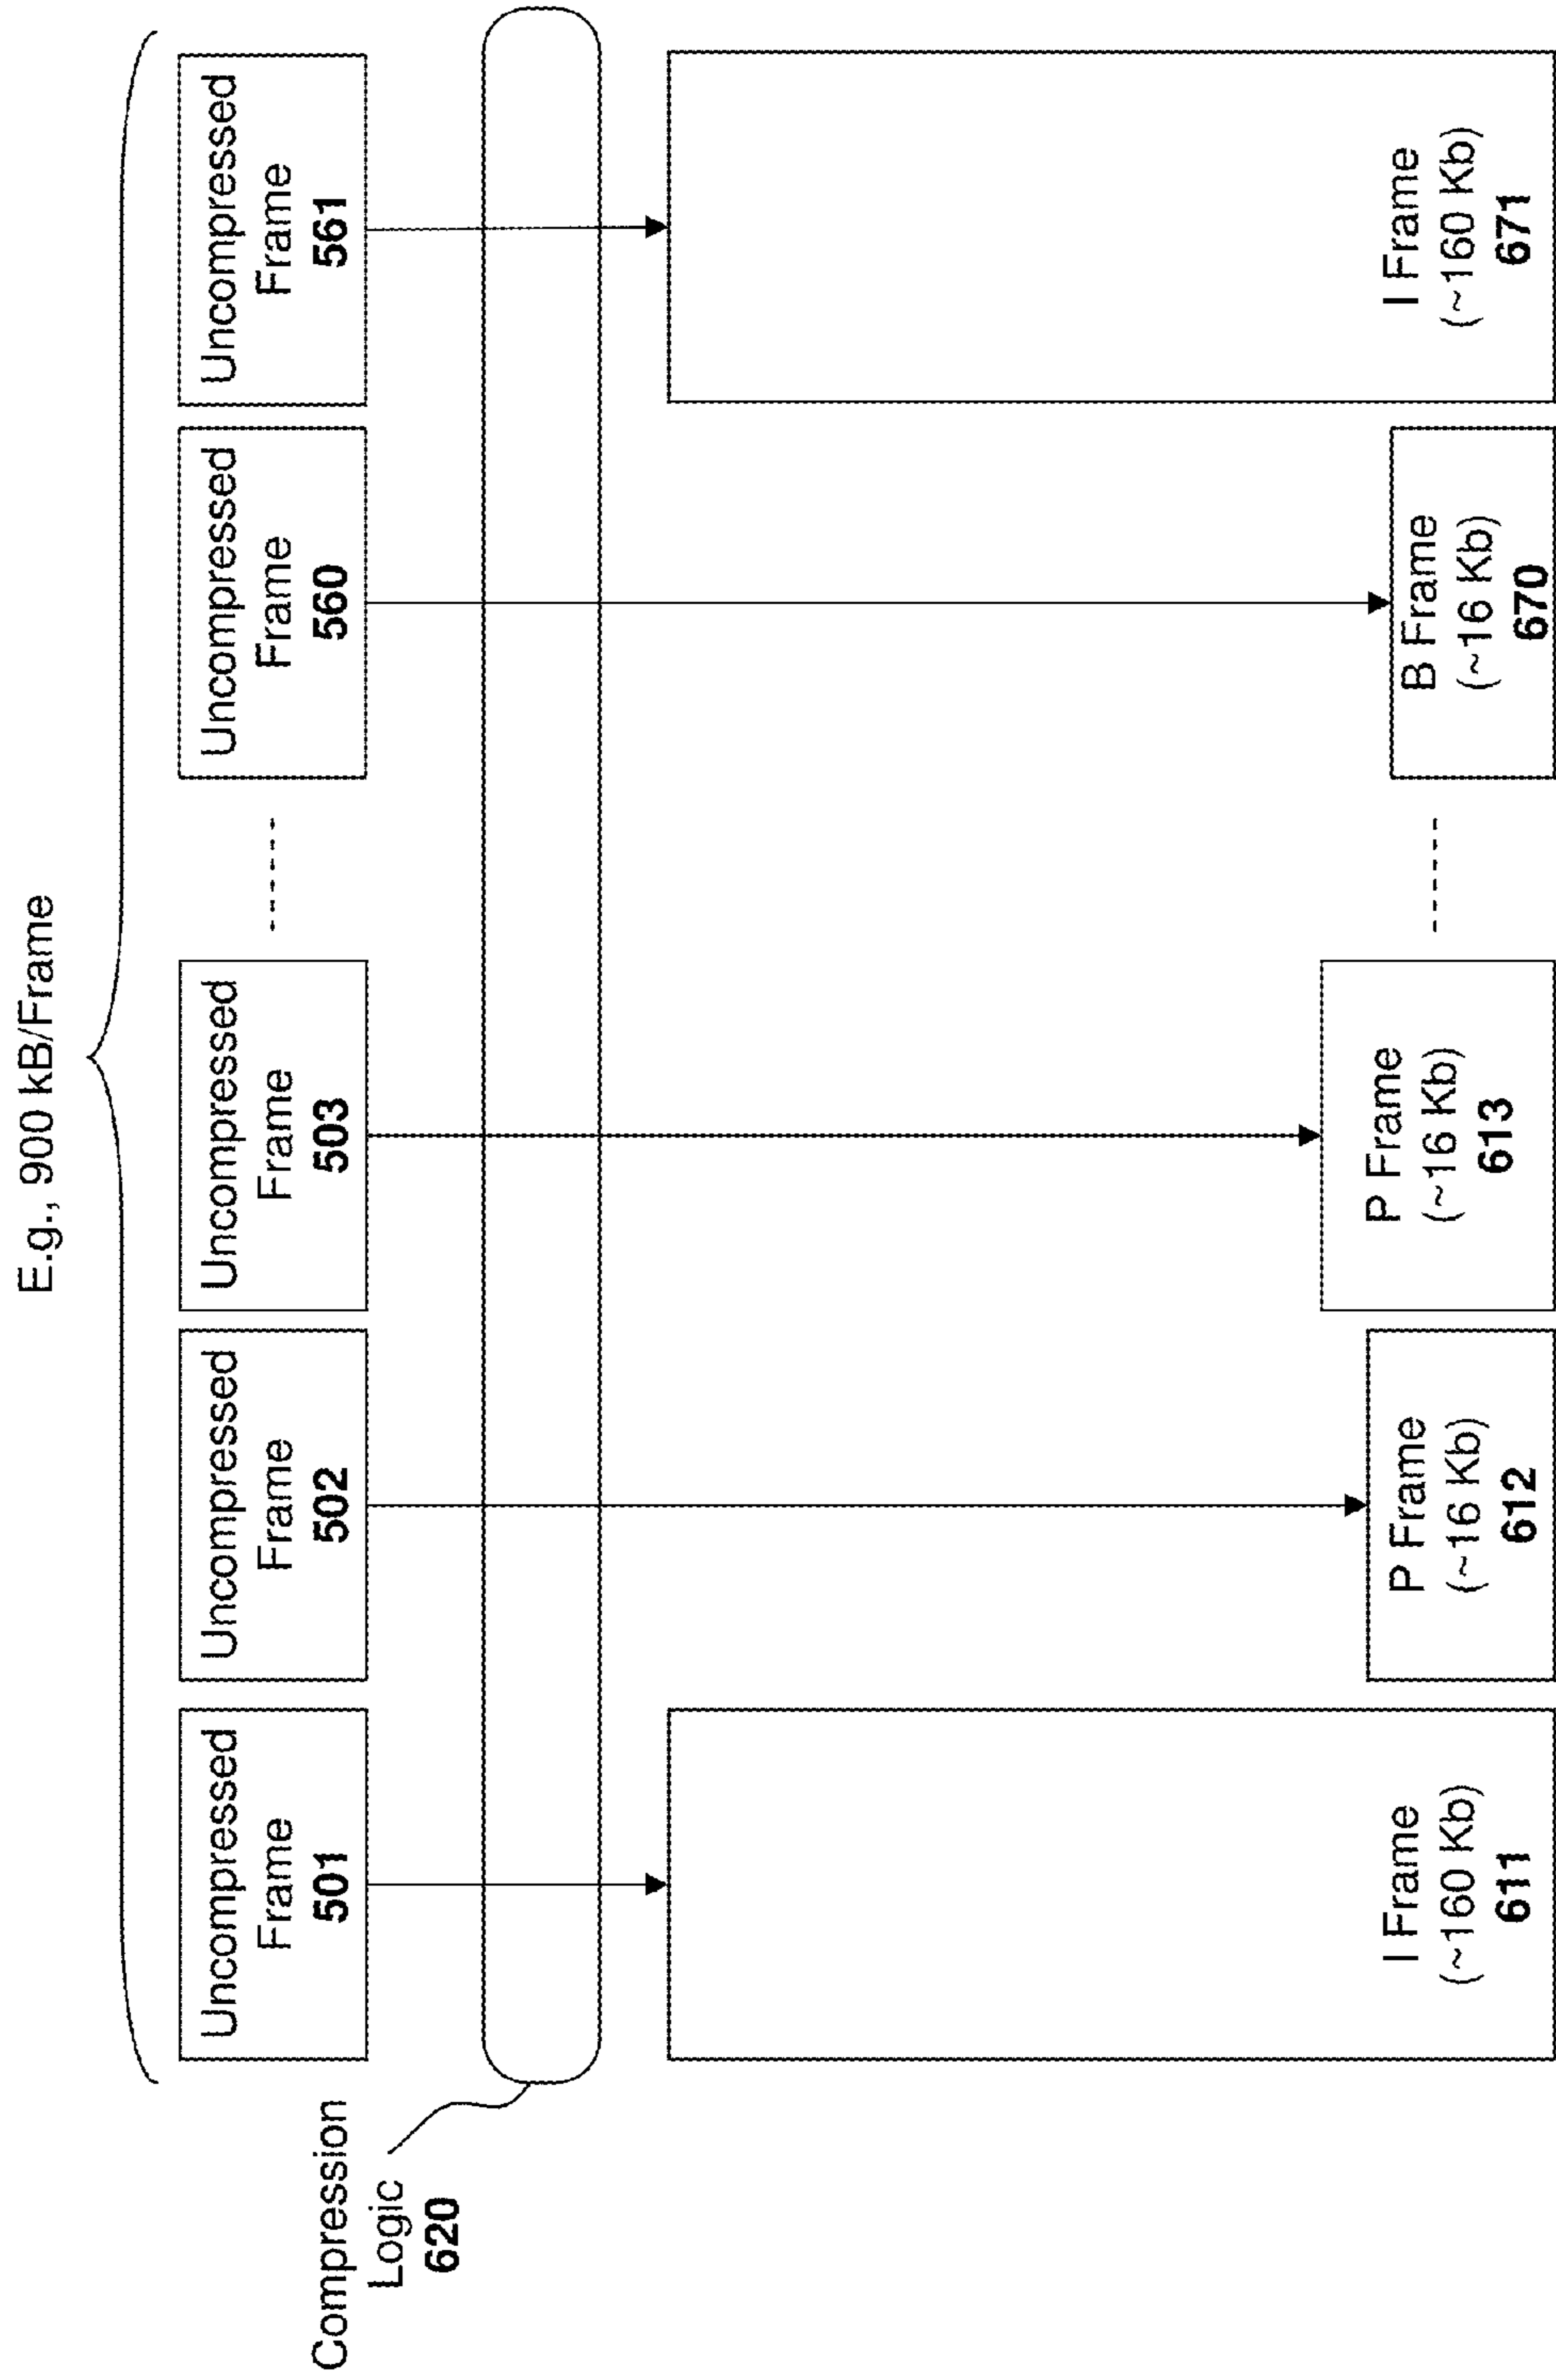 E.g., 900 kB/Frame
Uncompressed
Frame
501
Uncompressed
Frame
502
Uncompressed
Frame
503
------
Uncompressed
Frame
560
Uncompressed
Frame
561
Compression
Logic
620
I Frame
(~160 Kb)
611
P Frame
(~16 Kb)
612
P Frame
(~16 Kb)
613
------
B Frame
(~16 Kb)
670
I Frame
(~160 Kb)
671